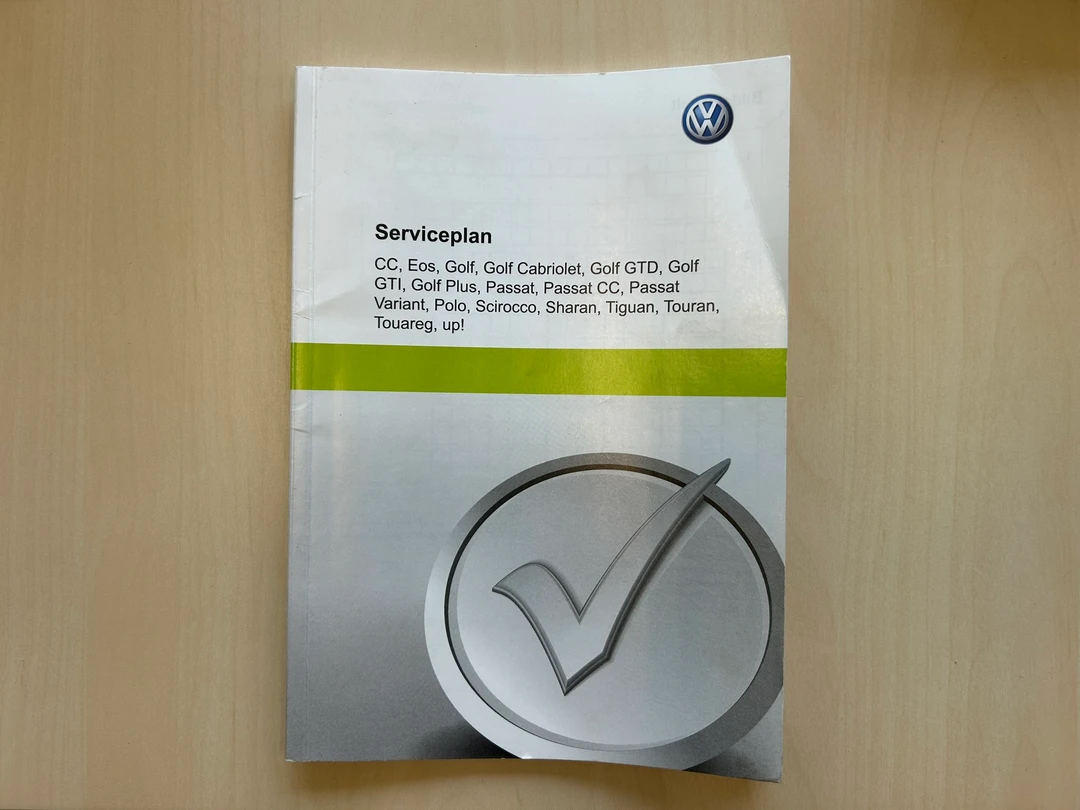 Serviceplan
CC, Eos, Golf, Golf Cabriolet, Golf GTD, Golf
GTI, Golf Plus, Passat, Passat CC, Passat
Variant, Polo, Scirocco, Sharan, Tiguan, Touran,
Touareg, up!